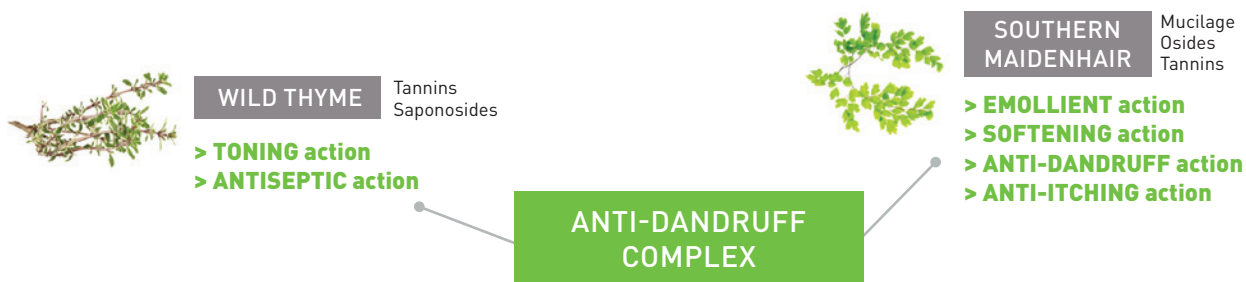 WILD THYME
Tannins
Saponosides
> TONING action
> ANTISEPTIC action
SOUTHERN
MAIDENHAIR
Mucilage
Osides
Tannins
> EMOLLIENT action
> SOFTENING action
> ANTI-DANDRUFF action
> ANTI-ITCHING action
ANTI-DANDRUFF
COMPLEX